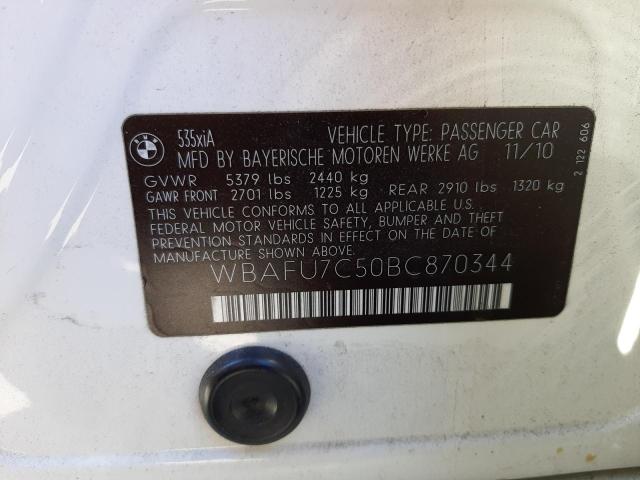 BMW
535xiA
VEHICLE TYPE: PASSENGER CAR
MFD BY BAYERISCHE MOTOREN WERKE AG 11/10
GVWR 5379 lbs 2440 kg
GAWR FRONT 2701 lbs 1225 kg REAR 2910 lbs 1320 kg
THIS VEHICLE CONFORMS TO ALL APPLICABLE U.S.
FEDERAL MOTOR VEHICLE SAFETY, BUMPER AND THEFT
PREVENTION STANDARDS IN EFFECT ON THE DATE OF
MANUFACTURE SHOWN ABOVE.
WBAFU7C50BC870344
2 122 606